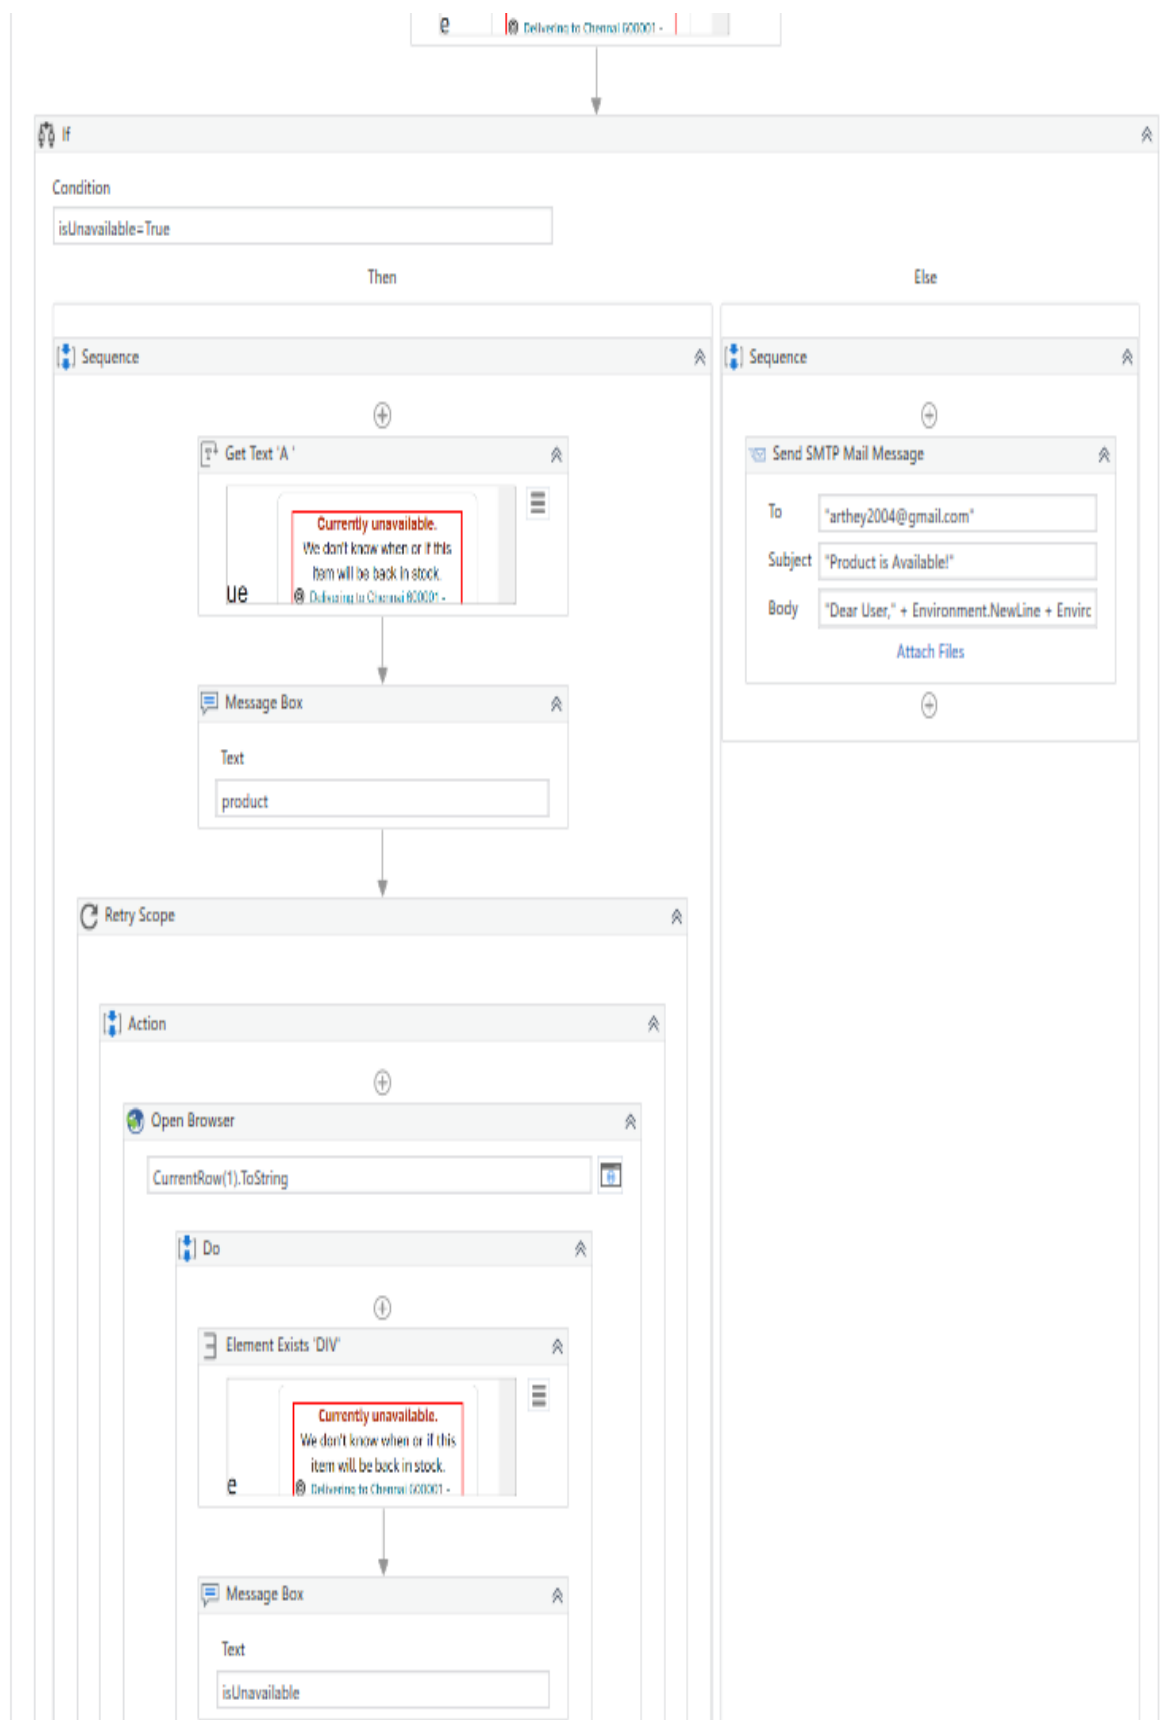 e
Delivering to Chennai 600001 -
If
Condition
isUnavailable=True
Then
Else
Sequence
Sequence
Get Text 'A '
Currently unavailable.
We don't know when or if this
item will be back in stock.
ue
Delivering to Chennai 600001 -
Send SMTP Mail Message
To
"arthey2004@gmail.com"
Subject
"Product is Available!"
Body
"Dear User," + Environment.NewLine + Envirc
Attach Files
Message Box
Text
product
Retry Scope
Action
Open Browser
CurrentRow(1).ToString
Do
Element Exists 'DIV'
Currently unavailable.
We don't know when or if this
item will be back in stock.
e
Delivering to Chennai 600001 -
Message Box
Text
isUnavailable